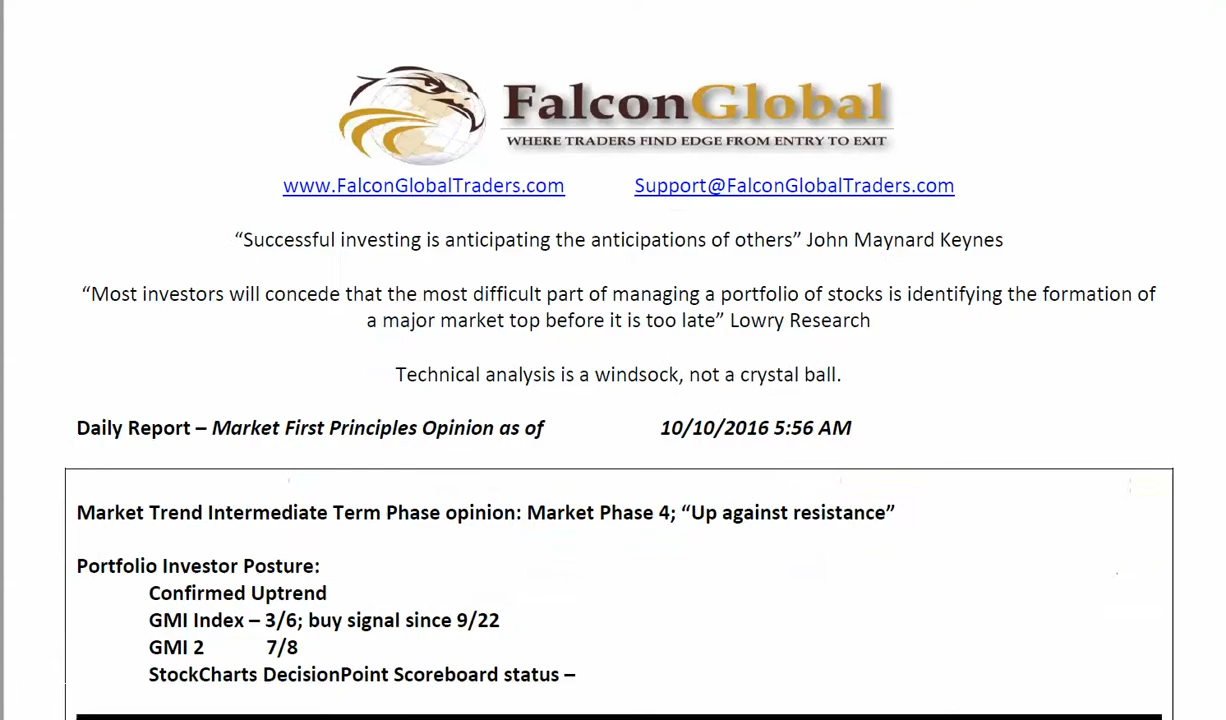 FalconGlobal
WHERE TRADERS FIND EDGE FROM ENTRY TO EXIT
www.FalconGlobalTraders.com Support@FalconGlobalTraders.com
“Successful investing is anticipating the anticipations of others” John Maynard Keynes
“Most investors will concede that the most difficult part of managing a portfolio of stocks is identifying the formation of
a major market top before it is too late” Lowry Research
Technical analysis is a windsock, not a crystal ball.
Daily Report – Market First Principles Opinion as of 10/10/2016 5:56 AM
Market Trend Intermediate Term Phase opinion: Market Phase 4; “Up against resistance”
Portfolio Investor Posture:
Confirmed Uptrend
GMI Index – 3/6; buy signal since 9/22
GMI 2 7/8
StockCharts DecisionPoint Scoreboard status –